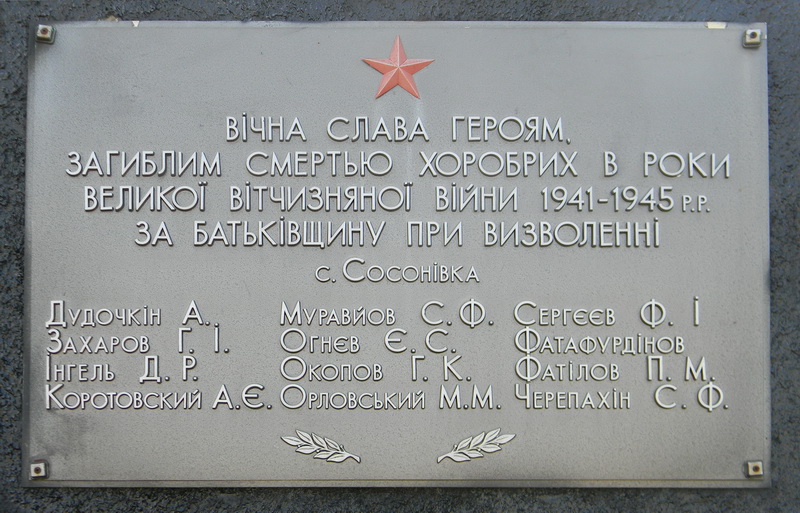 ВІЧНА СЛАВА ГЕРОЯМ,
ЗАГИБЛИМ СМЕРТЬЮ ХОРОБРИХ В РОКИ
ВЕЛИКОЇ ВІТЧИЗНЯНОЇ ВІЙНИ 1941-1945 Р.Р.
ЗА БАТЬКІВЩИНУ ПРИ ВИЗВОЛЕННІ
с. Сосонівка
Дудочкін А. Муравйов С. Ф. Сергєєв Ф. І
Захаров Г. І. Огнєв Є. С. Фатафурдінов
Інгель Д. Р. Окопов Г. К. Фатілов П. М.
Коротовский А.Є. Орловський М.М. Черепахін С. Ф.